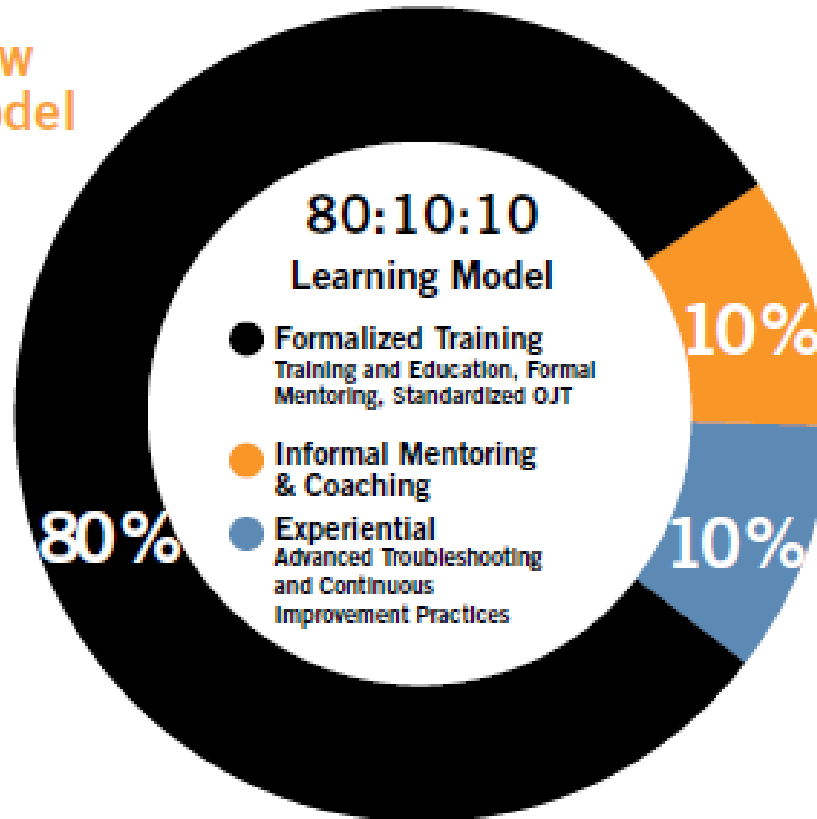 w
odel
80:10:10
Learning Model
Formalized Training
Training and Education, Formal
Mentoring, Standardized OJT
10%
Informal Mentoring
& Coaching
Experiential
Advanced Troubleshooting
and Continuous
Improvement Practices
80%
10%